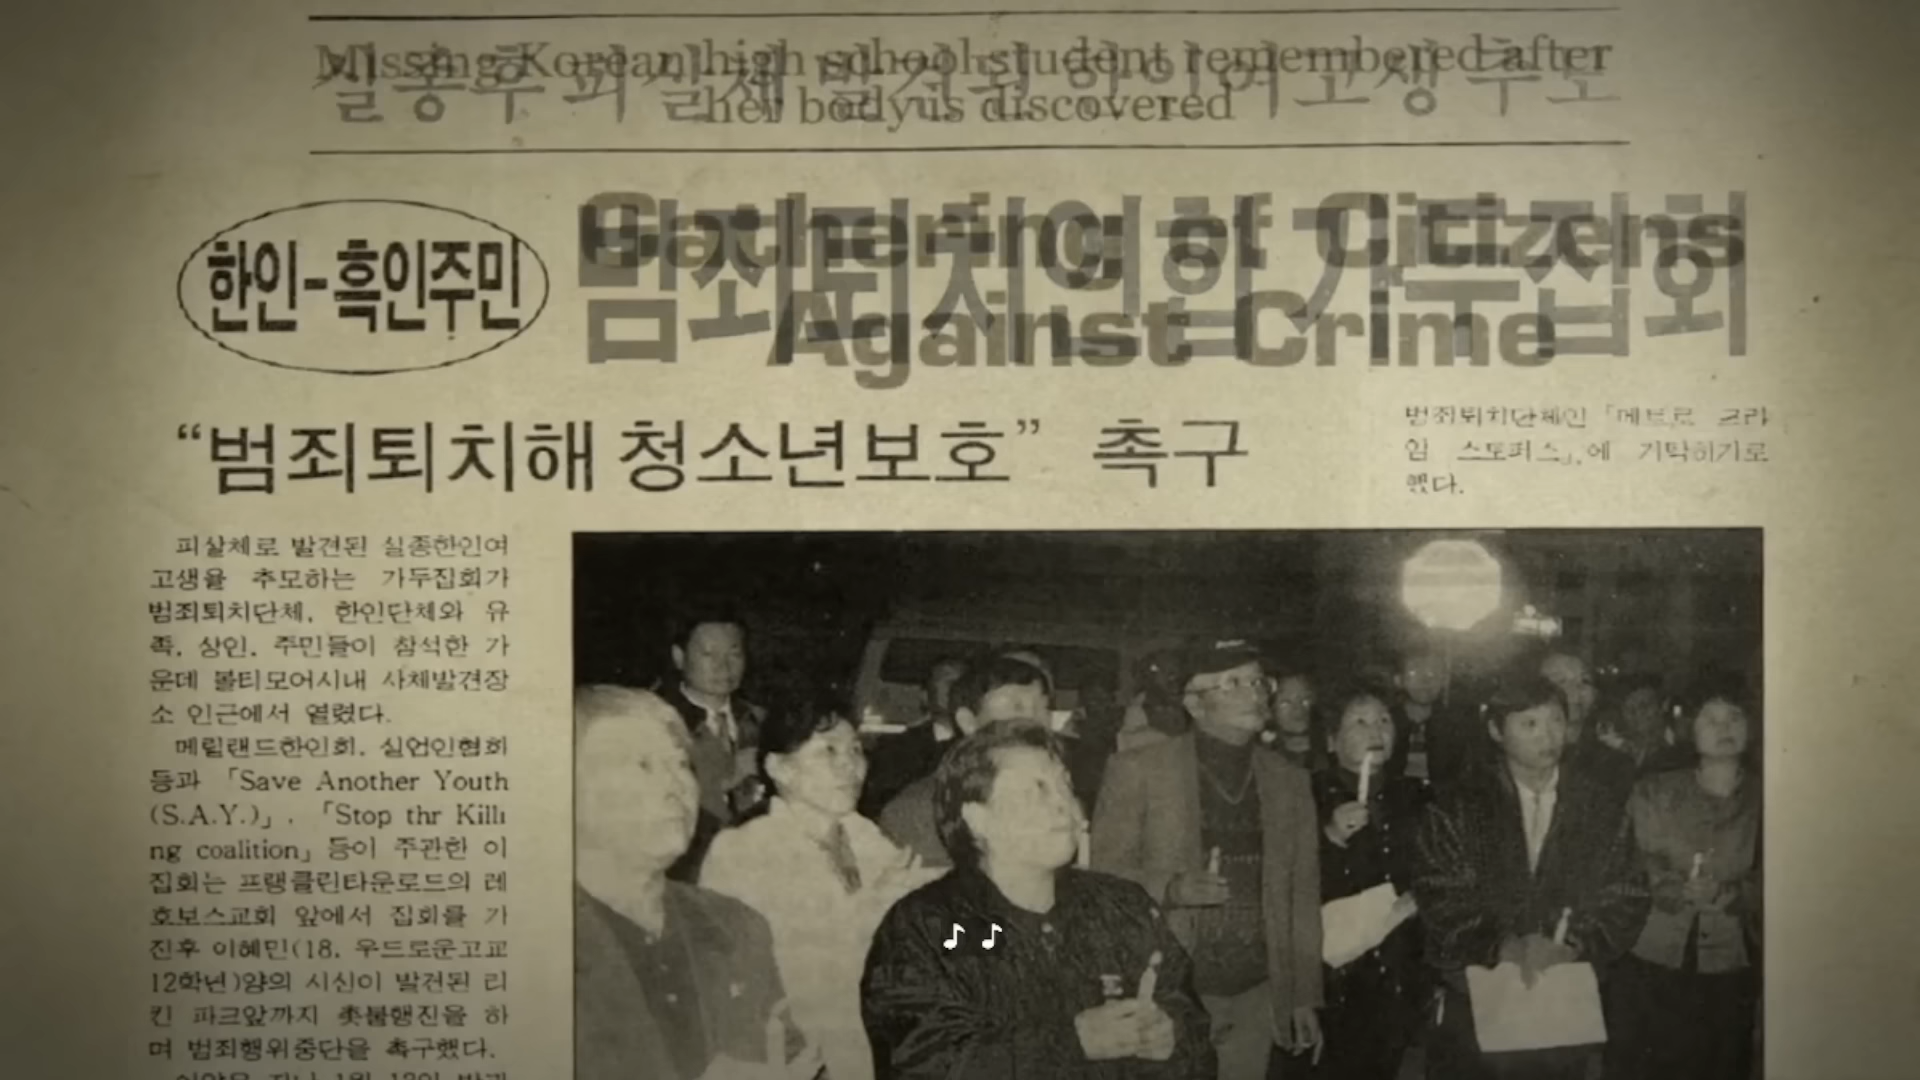 Missing Korean high school student remembered after
her body is discovered
실종후 피살체 발견된 한인여고생 추모
한인-흑인주민
Gathering of Citizens
Against Crime
범죄퇴치연합 가두집회
“범죄퇴치해 청소년보호” 촉구
범죄퇴치단체인 「메트로 크라
임 스토퍼스」에 기탁하기로
했다.
피살체로 발견된 실종한인여
고생을 추모하는 가두집회가
범죄퇴치단체, 한인단체와 유
족, 상인, 주민들이 참석한 가
운데 볼티모어시내 사체발견장
소 인근에서 열렸다.
메릴랜드한인회, 실업인협회
등과 「Save Another Youth
(S.A.Y.)」, 「Stop thr Killi
ng coalition」 등이 주관한 이
집회는 프랭클린타운로드의 레
호보스교회 앞에서 집회를 가
진후 이혜민(18, 우드로운고교
12학년)양의 시신이 발견된 리
킨 파크앞까지 촛불행진을 하
며 범죄행위중단을 촉구했다.
♪ ♪